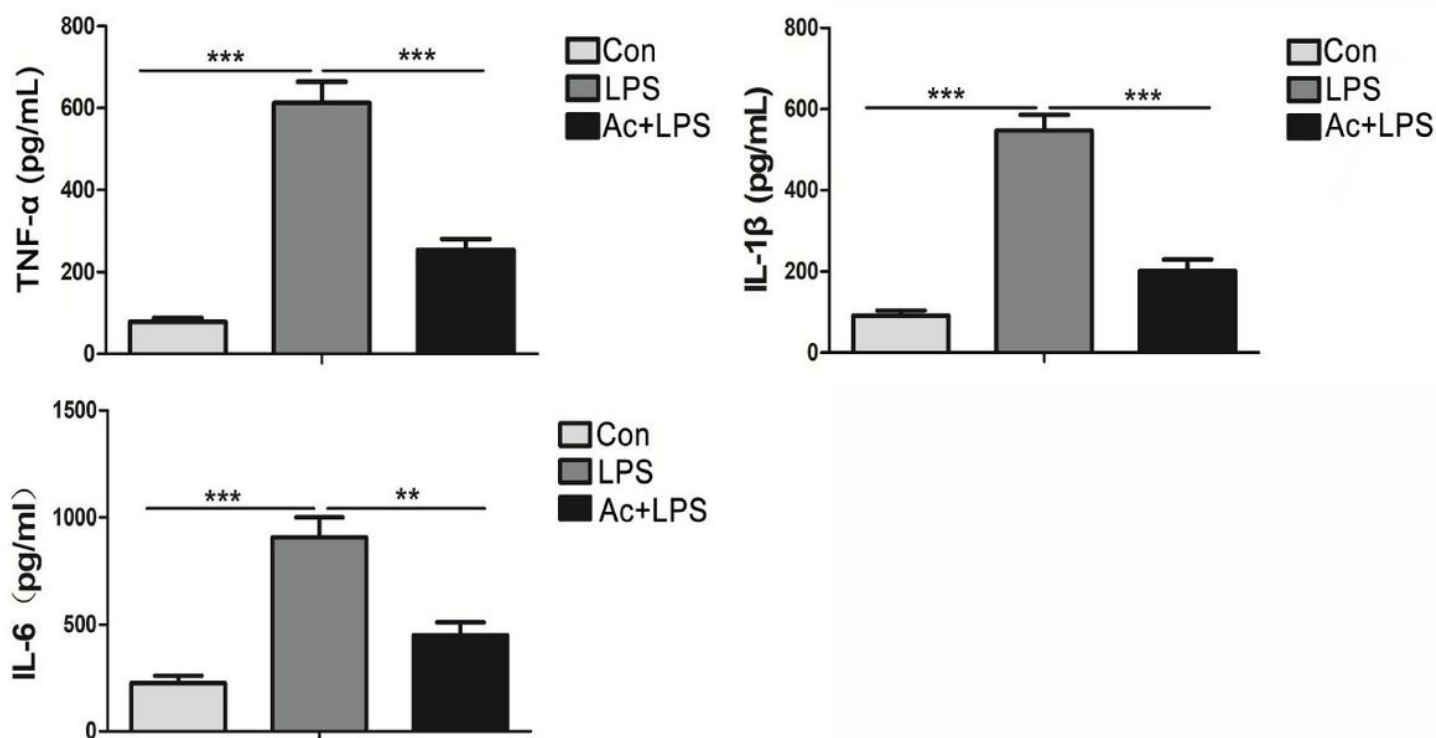 TNF-α (pg/mL)
800
600
400
200
0
*** ***
Con
LPS
Ac+LPS
IL-1β (pg/mL)
800
600
400
200
0
*** ***
Con
LPS
Ac+LPS
IL-6（pg/ml）
1500
1000
500
0
*** **
Con
LPS
Ac+LPS